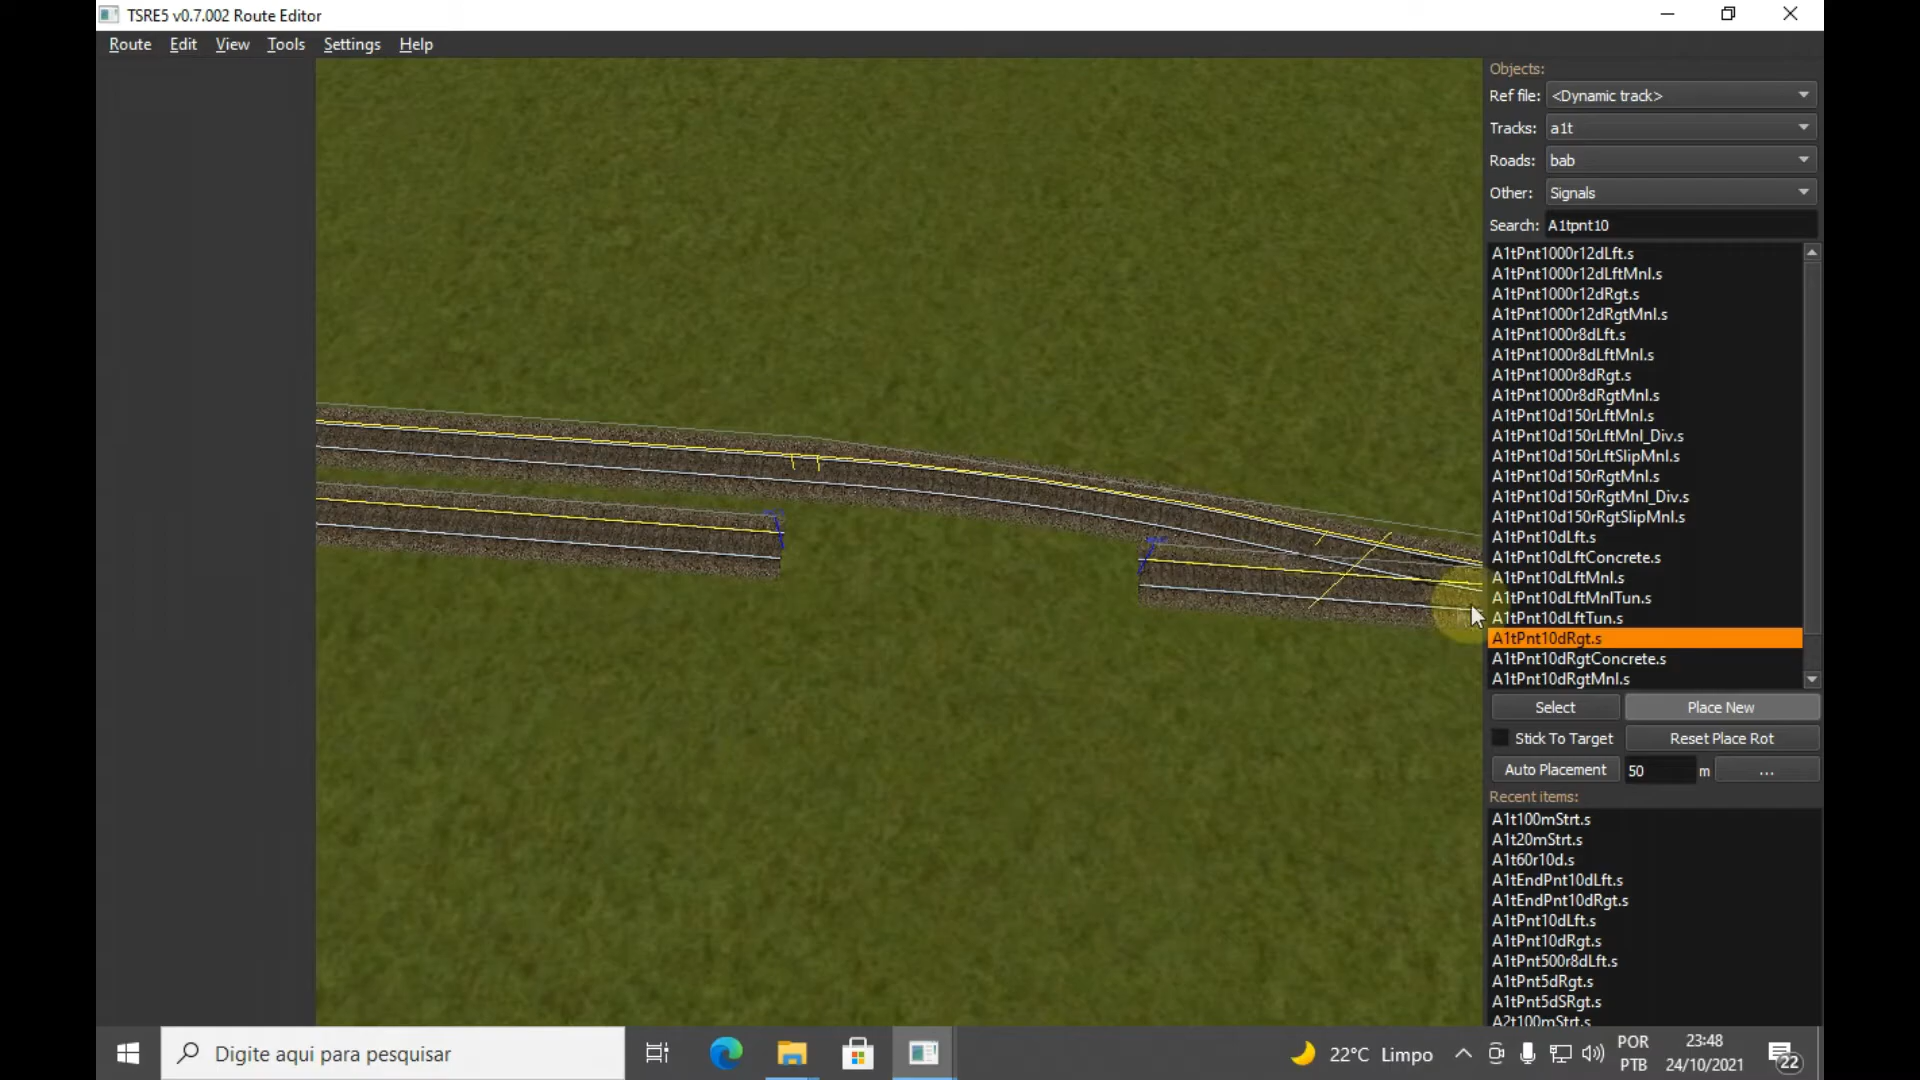 TSRE5 v0.7.002 Route Editor
Route Edit View Tools Settings Help
Objects:
Ref file: <Dynamic track>
Tracks: a1t
Roads: bab
Other: Signals
Search: A1tpnt10
A1tPnt1000r12dLft.s
A1tPnt1000r12dLftMnl.s
A1tPnt1000r12dRgt.s
A1tPnt1000r12dRgtMnl.s
A1tPnt1000r8dLft.s
A1tPnt1000r8dLftMnl.s
A1tPnt1000r8dRgt.s
A1tPnt1000r8dRgtMnl.s
A1tPnt10d150rLftMnl.s
A1tPnt10d150rLftMnl_Div.s
A1tPnt10d150rLftSlipMnl.s
A1tPnt10d150rRgtMnl.s
A1tPnt10d150rRgtMnl_Div.s
A1tPnt10d150rRgtSlipMnl.s
A1tPnt10dLft.s
A1tPnt10dLftConcrete.s
A1tPnt10dLftMnl.s
A1tPnt10dLftMnlTun.s
A1tPnt10dLftTun.s
A1tPnt10dRgt.s
A1tPnt10dRgtConcrete.s
A1tPnt10dRgtMnl.s
Select Place New
Stick To Target Reset Place Rot
Auto Placement 50 m ...
Recent items:
A1t100mStrt.s
A1t20mStrt.s
A1t60r10d.s
A1tEndPnt10dLft.s
A1tEndPnt10dRgt.s
A1tPnt10dLft.s
A1tPnt10dRgt.s
A1tPnt500r8dLft.s
A1tPnt5dRgt.s
A1tPnt5dSRgt.s
A2t100mStrt.s
Digite aqui para pesquisar
22°C Limpo
POR
PTB
23:48
24/10/2021
22